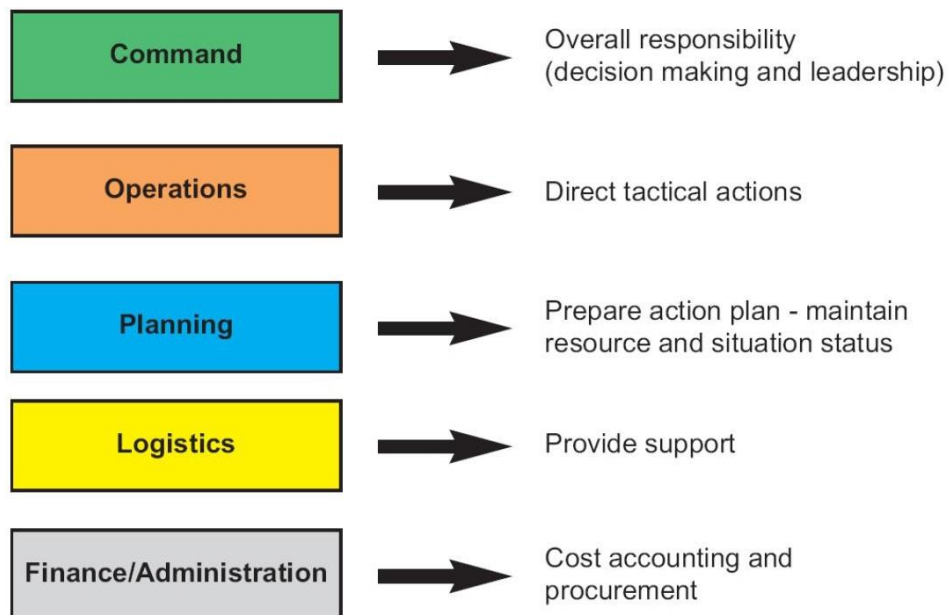 Command
Overall responsibility
(decision making and leadership)
Operations
Direct tactical actions
Planning
Prepare action plan - maintain
resource and situation status
Logistics
Provide support
Finance/Administration
Cost accounting and
procurement